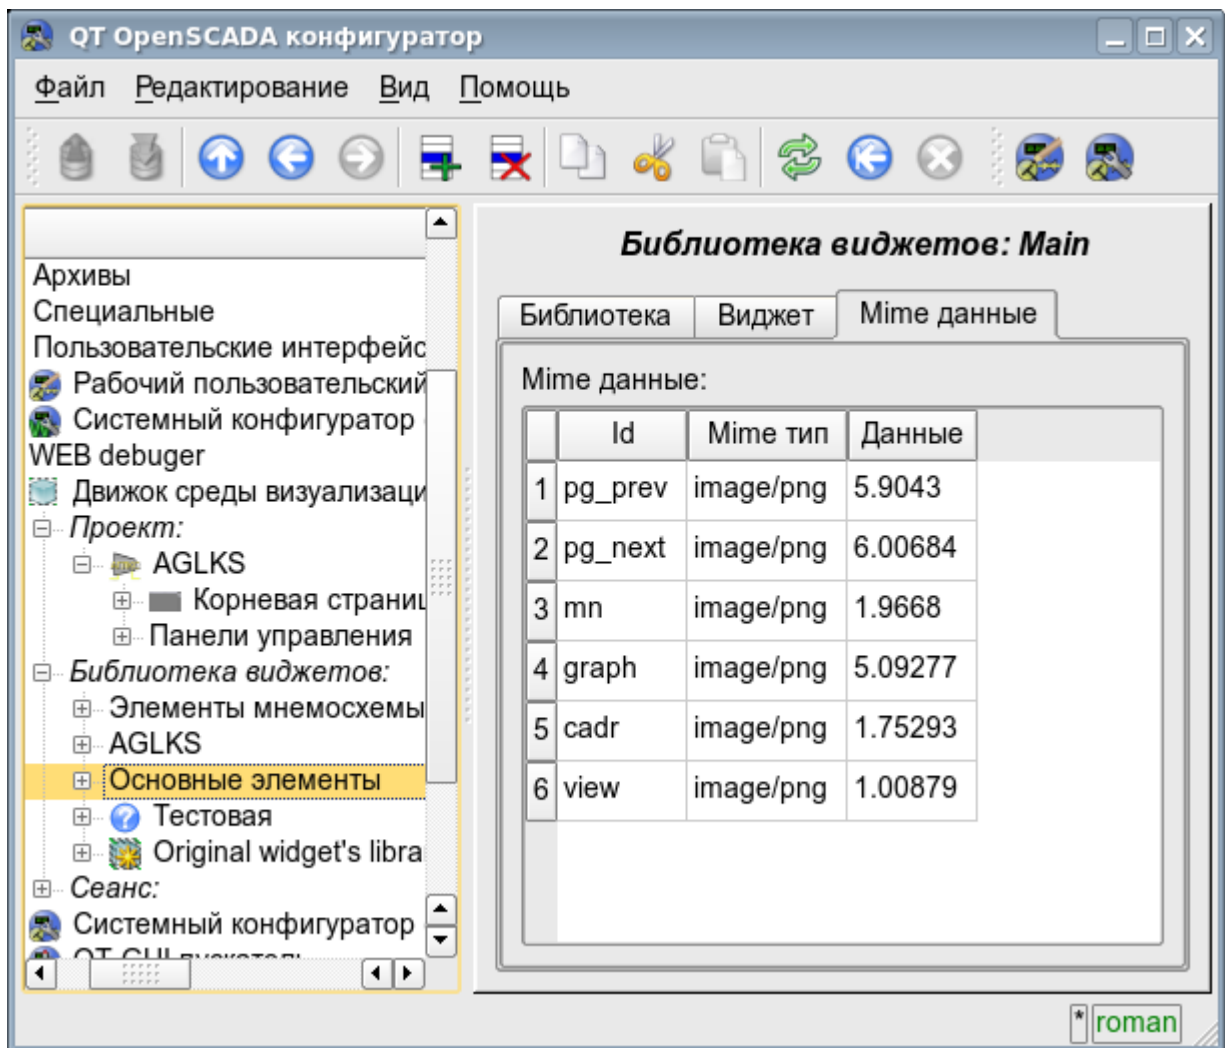 QT OpenSCADA конфигуратор
Файл Редактирование Вид Помощь
Архивы
Специальные
Пользовательские интерфейс
Рабочий пользовательский
Системный конфигуратор
WEB debuger
Движок среды визуализаци
Проект:
AGLKS
Корневая страниц
Панели управления
Библиотека виджетов:
Элементы мнемосхемы
AGLKS
Основные элементы
Тестовая
Original widget's libra
Сеанс:
Системный конфигуратор
QT GUI пускатель
Библиотека виджетов: Main
Библиотека Виджет Mime данные
Mime данные:
Id Mime тип Данные
1 pg_prev image/png 5.9043
2 pg_next image/png 6.00684
3 mn image/png 1.9668
4 graph image/png 5.09277
5 cadr image/png 1.75293
6 view image/png 1.00879
* roman